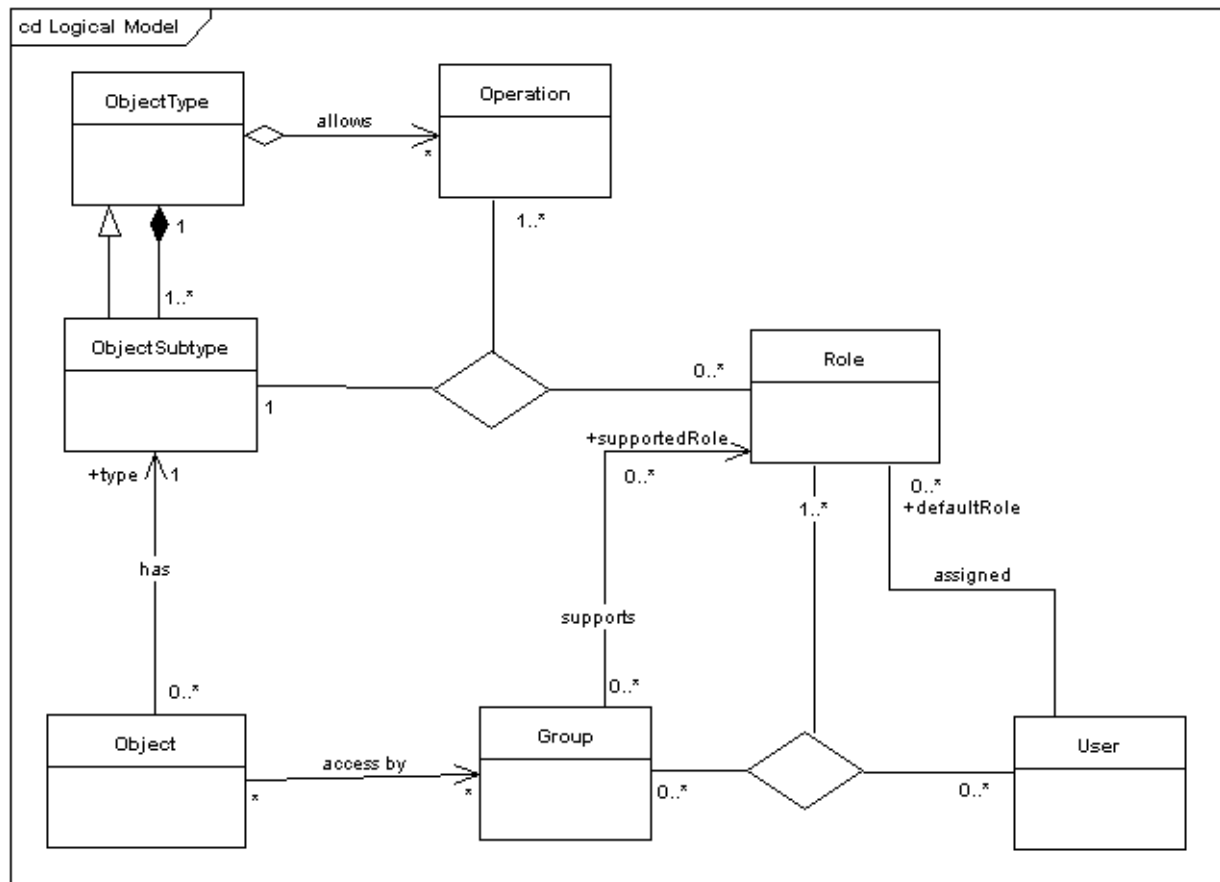 cd Logical Model
ObjectType
Operation
allows
*
1
1..*
1..*
ObjectSubtype
Role
0..*
1
+supportedRole
+type
1
0..*
0..*
+defaultRole
1..*
has
assigned
supports
0..*
0..*
Object
Group
User
access by
*
*
0..*
0..*